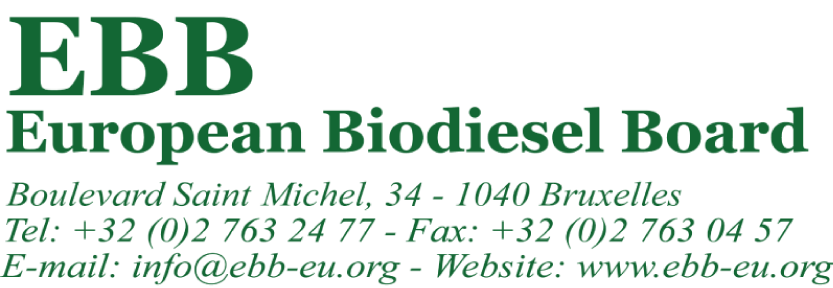 EBB
European Biodiesel Board
Boulevard Saint Michel, 34 - 1040 Bruxelles
Tel: +32 (0)2 763 24 77 - Fax: +32 (0)2 763 04 57
E-mail: info@ebb-eu.org - Website: www.ebb-eu.org